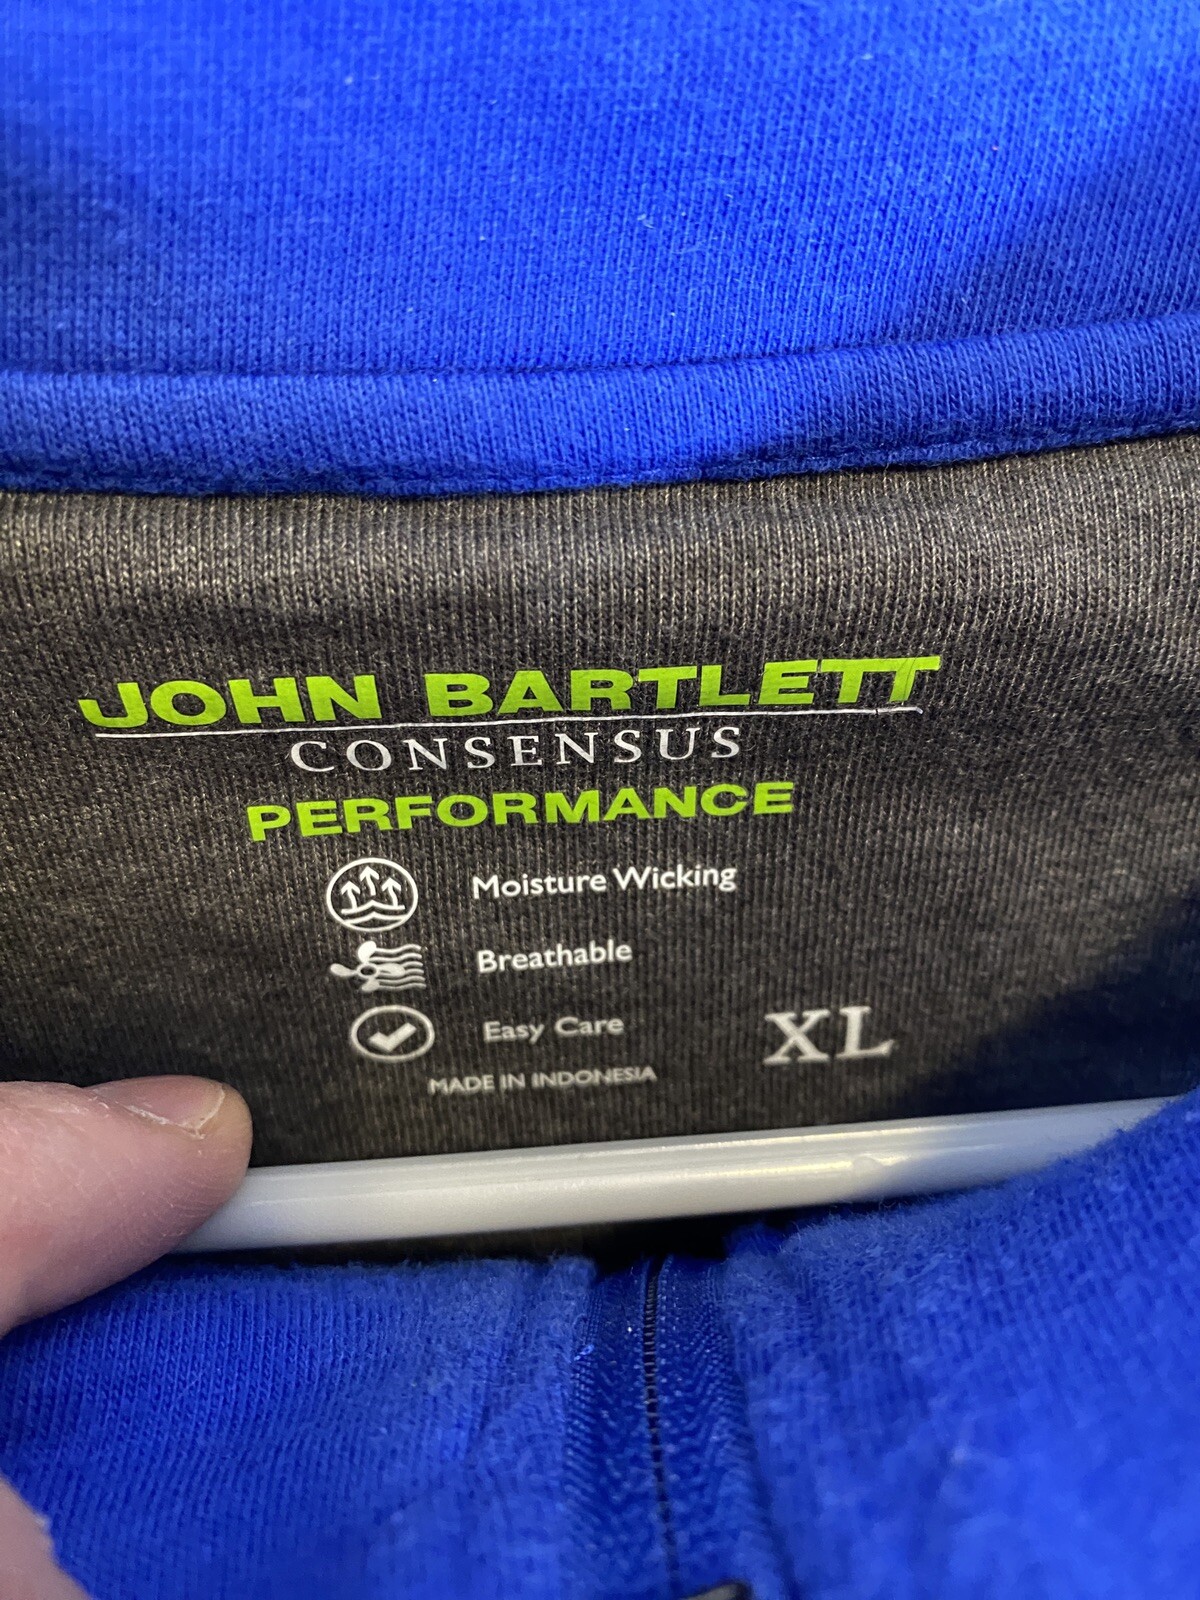 JOHN BARTLETT
CONSENSUS
PERFORMANCE
Moisture Wicking
Breathable
Easy Care
XL
MADE IN INDONESIA